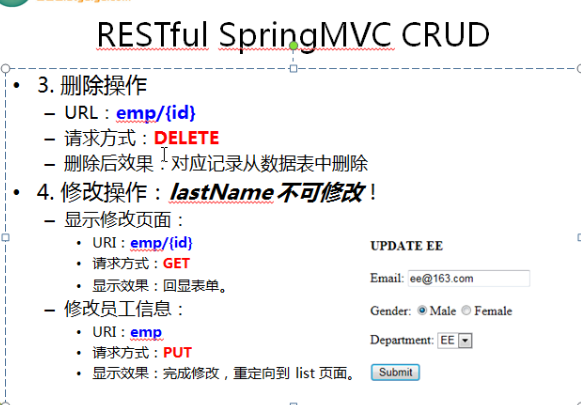 RESTful SpringMVC CRUD
• 3. 删除操作
– URL：emp/{id}
– 请求方式：DELETE
– 删除后效果：对应记录从数据表中删除
• 4. 修改操作：lastName 不可修改！
– 显示修改页面：
• URI：emp/{id}
• 请求方式：GET
• 显示效果：回显表单。
– 修改员工信息：
• URI：emp
• 请求方式：PUT
• 显示效果：完成修改，重定向到 list 页面。
UPDATE EE
Email: ee@163.com
Gender: Male Female
Department: EE
Submit